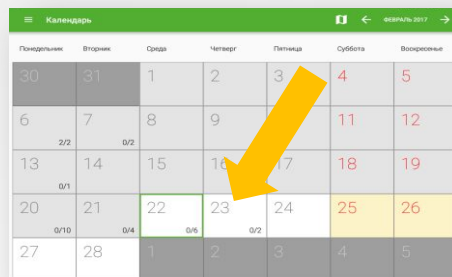 Календарь
ФЕВРАЛЬ 2017
Понедельник Вторник Среда Четверг Пятница Суббота Воскресенье
30 31 1 2 3 4 5
6 7 8 9 11 12
2/2 0/2
13 14 15 16 17 18 19
0/1
20 21 22 23 24 25 26
0/10 0/4 0/6 0/2
27 28 1 2 3 4 5